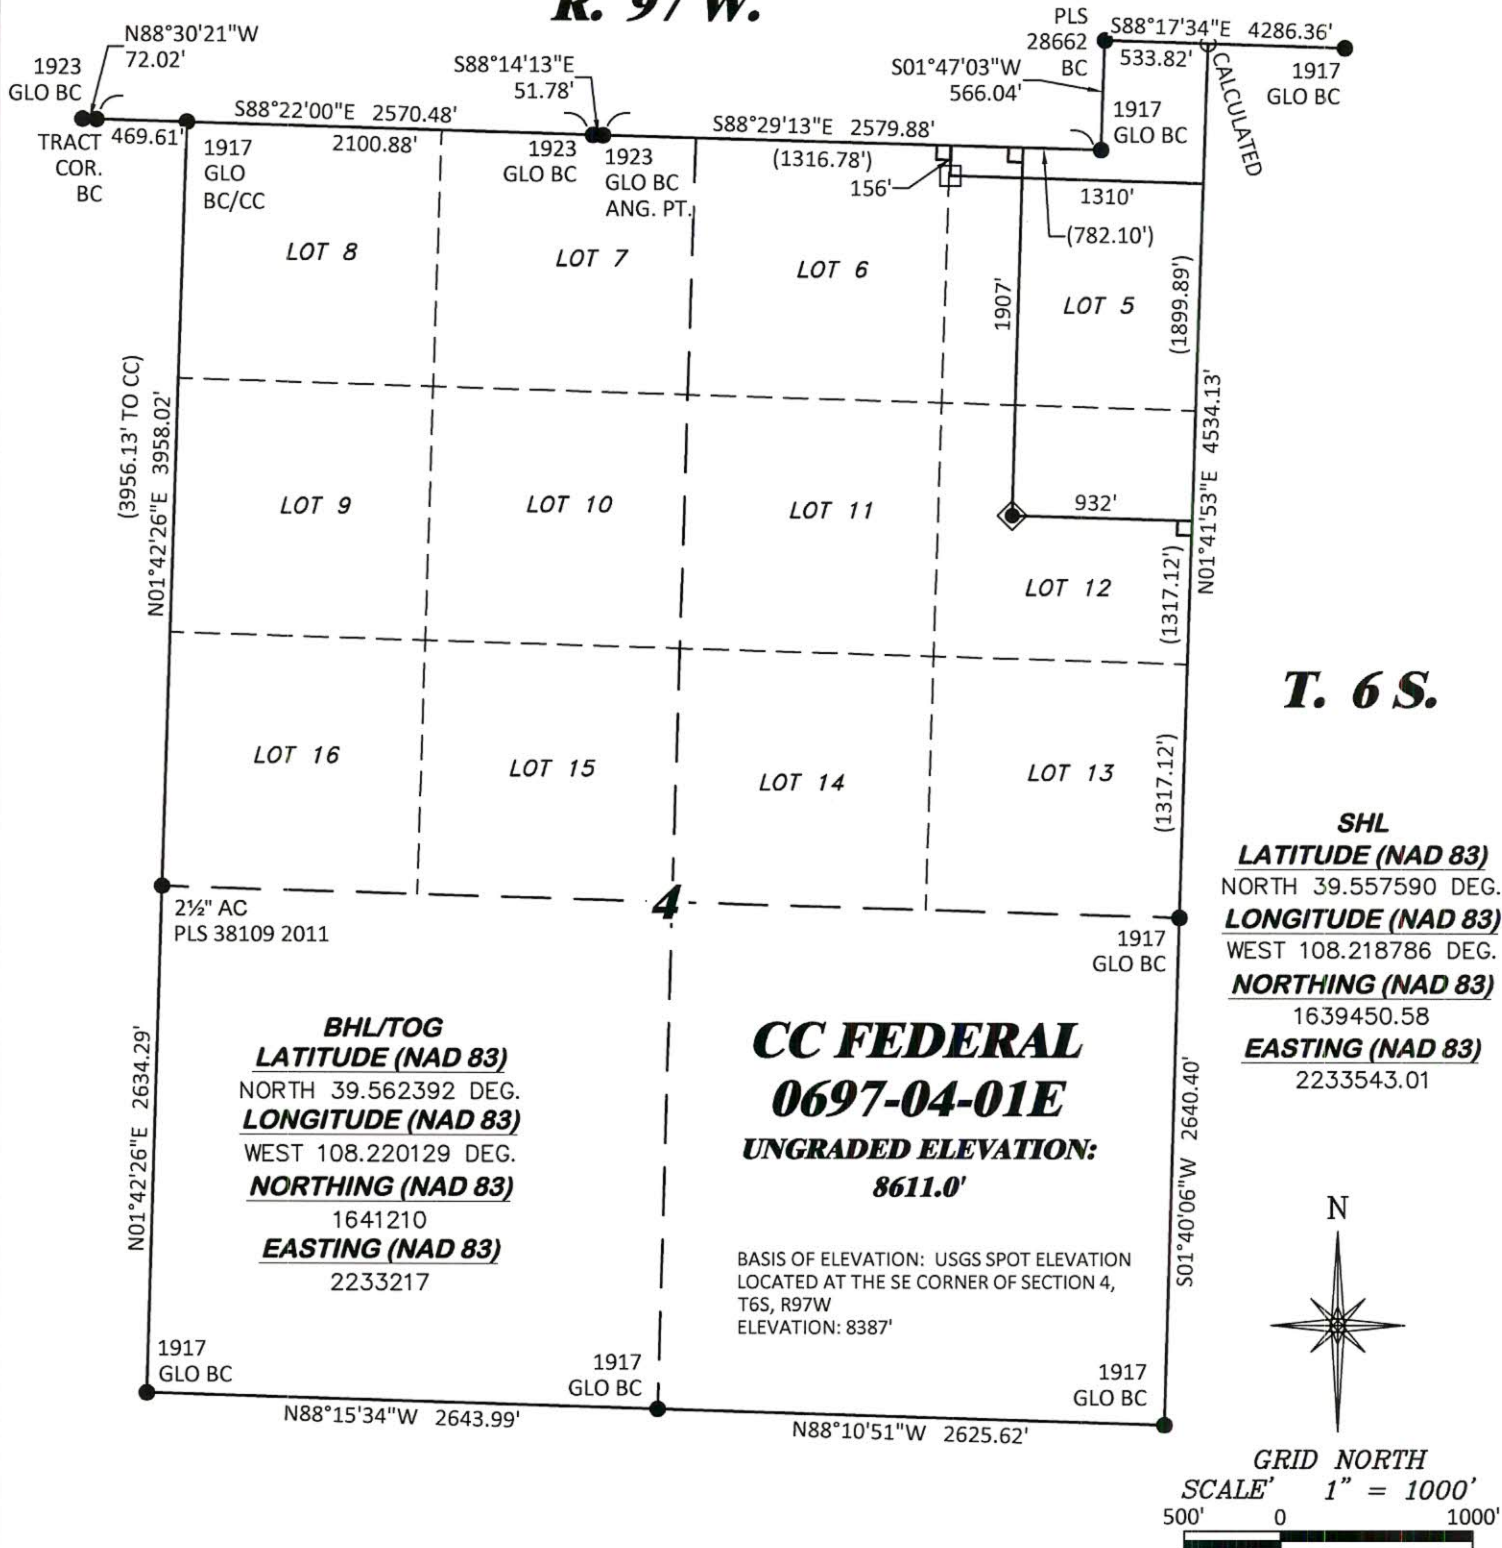 R. 97 W.
N88°30'21"W
72.02'
1923
GLO BC
TRACT
COR.
BC
469.61'
S88°22'00"E 2570.48'
2100.88'
1917
GLO
BC/CC
S88°14'13"E
51.78'
1923
GLO BC
1923
GLO BC
ANG. PT.
S88°29'13"E 2579.88'
(1316.78')
S01°47'03"W
566.04'
PLS
28662
BC
S88°17'34"E 4286.36'
533.82'
1917
GLO BC
1917
GLO BC
CALCULATED
156'
1310'
(782.10')
LOT 8
LOT 7
LOT 6
LOT 5
1907'
(1899.89')
(3956.13' TO CC)
N01°42'26"E 3958.02'
N01°41'53"E 4534.13'
LOT 9
LOT 10
LOT 11
932'
LOT 12
(1317.12')
LOT 16
LOT 15
LOT 14
LOT 13
(1317.12')
T. 6 S.
SHL
LATITUDE (NAD 83)
NORTH 39.557590 DEG.
LONGITUDE (NAD 83)
WEST 108.218786 DEG.
NORTHING (NAD 83)
1639450.58
EASTING (NAD 83)
2233543.01
4
2½" AC
PLS 38109 2011
1917
GLO BC
N01°42'26"E 2634.29'
BHL/TOG
LATITUDE (NAD 83)
NORTH 39.562392 DEG.
LONGITUDE (NAD 83)
WEST 108.220129 DEG.
NORTHING (NAD 83)
1641210
EASTING (NAD 83)
2233217
CC FEDERAL
0697-04-01E
UNGRADED ELEVATION:
8611.0'
BASIS OF ELEVATION: USGS SPOT ELEVATION
LOCATED AT THE SE CORNER OF SECTION 4,
T6S, R97W
ELEVATION: 8387'
S01°40'06"W 2640.40'
1917
GLO BC
1917
GLO BC
1917
GLO BC
N88°15'34"W 2643.99'
N88°10'51"W 2625.62'
N
GRID NORTH
SCALE' 1" = 1000'
500' 0 1000'